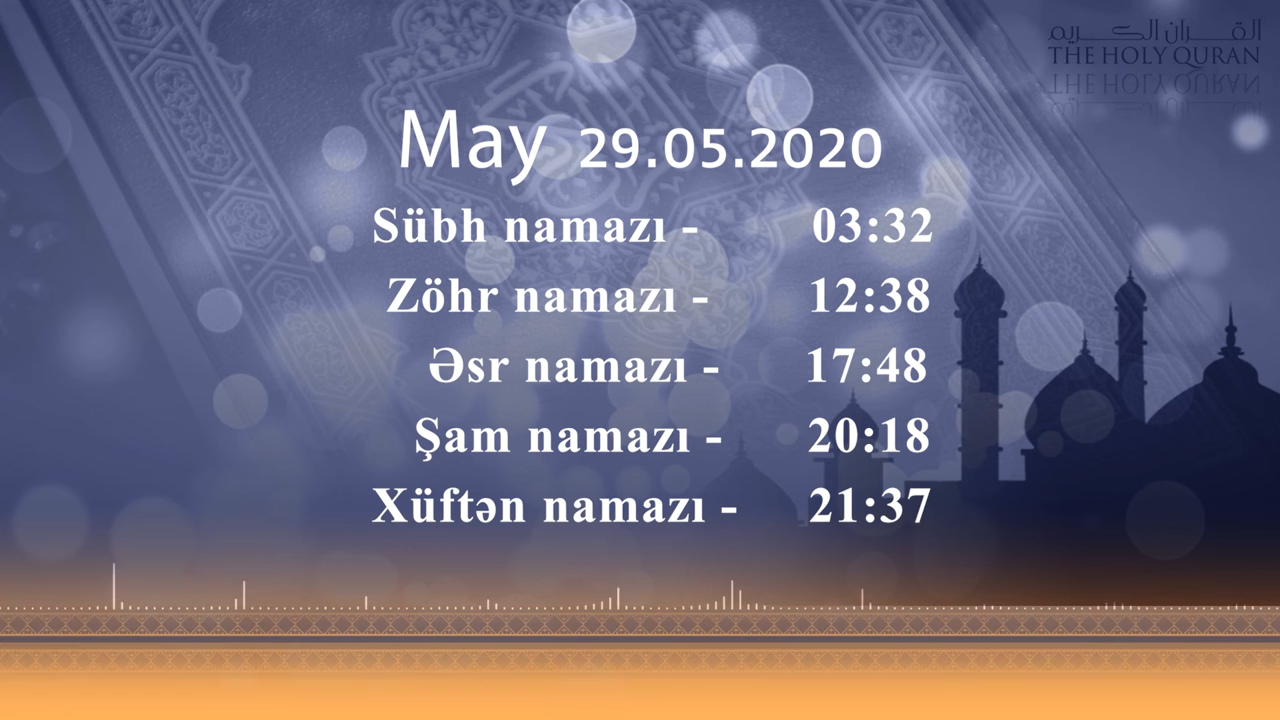 القرآن الكريم
THE HOLY QURAN
May 29.05.2020
Sübh namazı - 03:32
Zöhr namazı - 12:38
Əsr namazı - 17:48
Şam namazı - 20:18
Xüftən namazı - 21:37